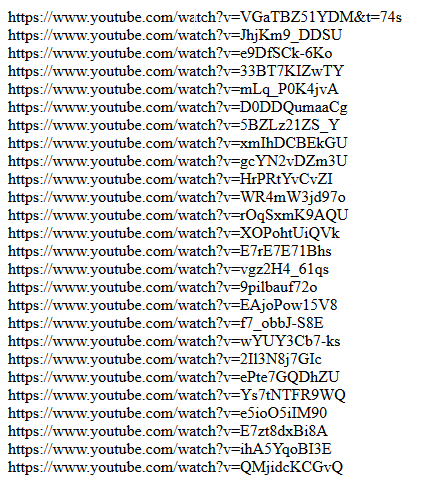 https://www.youtube.com/watch?v=VGaTBZ51YDM&t=74s
https://www.youtube.com/watch?v=JhjKm9_DDSU
https://www.youtube.com/watch?v=e9DfSCk-6Ko
https://www.youtube.com/watch?v=33BT7KIZwTY
https://www.youtube.com/watch?v=mLq_P0K4jvA
https://www.youtube.com/watch?v=D0DDQumaaCg
https://www.youtube.com/watch?v=5BZLz21ZS_Y
https://www.youtube.com/watch?v=xmIhDCBEkGU
https://www.youtube.com/watch?v=gcYN2vDZm3U
https://www.youtube.com/watch?v=HrPRtYvCvZI
https://www.youtube.com/watch?v=WR4mW3jd97o
https://www.youtube.com/watch?v=rOqSxmK9AQU
https://www.youtube.com/watch?v=XOPohtUiQVk
https://www.youtube.com/watch?v=E7rE7E71Bhs
https://www.youtube.com/watch?v=vgz2H4_61qs
https://www.youtube.com/watch?v=9pilbauf72o
https://www.youtube.com/watch?v=EAjoPow15V8
https://www.youtube.com/watch?v=f7_obbJ-S8E
https://www.youtube.com/watch?v=wYUY3Cb7-ks
https://www.youtube.com/watch?v=2Il3N8j7GIc
https://www.youtube.com/watch?v=ePte7GQDhZU
https://www.youtube.com/watch?v=Ys7tNTFR9WQ
https://www.youtube.com/watch?v=e5ioO5iIM90
https://www.youtube.com/watch?v=E7zt8dxBi8A
https://www.youtube.com/watch?v=ihA5YqoBI3E
https://www.youtube.com/watch?v=QMjidcKCGvQ